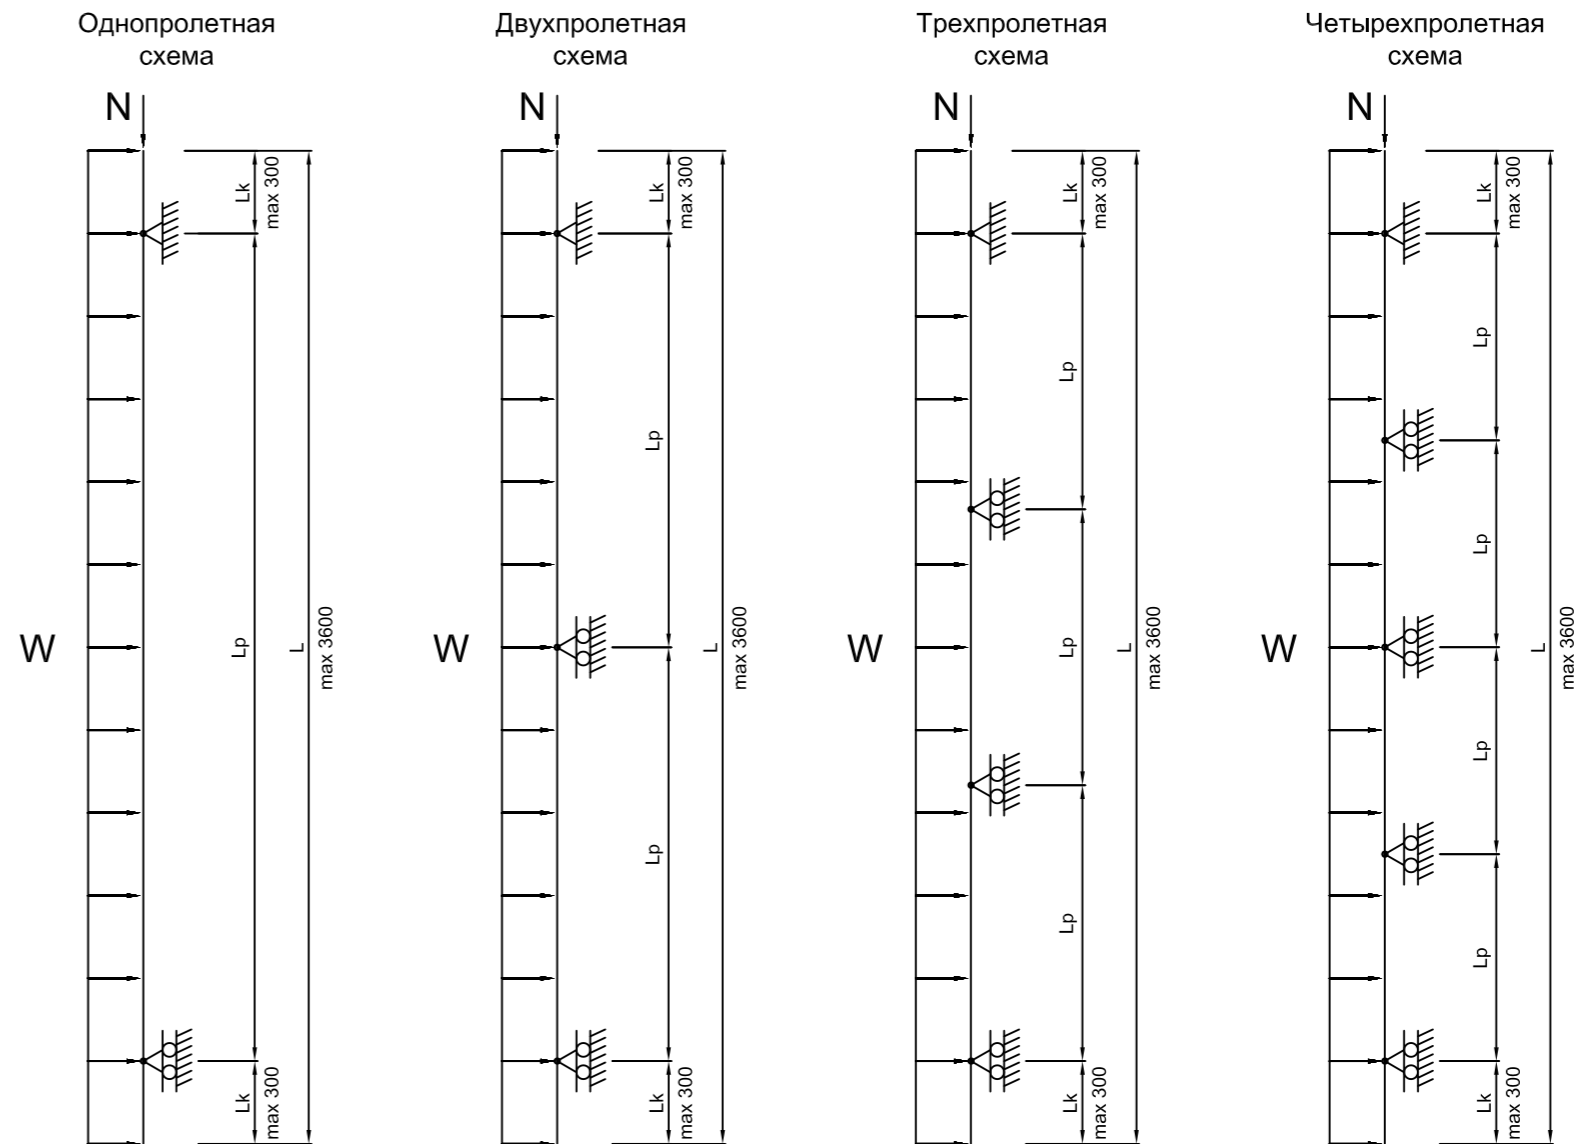 Однопролетная
схема
N
W
Lk
max 300
Lp
L
max 3600
Lk
max 300
Двухпролетная
схема
N
W
Lk
max 300
Lp
Lp
L
max 3600
Lk
max 300
Трехпролетная
схема
N
W
Lk
max 300
Lp
Lp
Lp
L
max 3600
Lk
max 300
Четырехпролетная
схема
N
W
Lk
max 300
Lp
Lp
Lp
Lp
L
max 3600
Lk
max 300